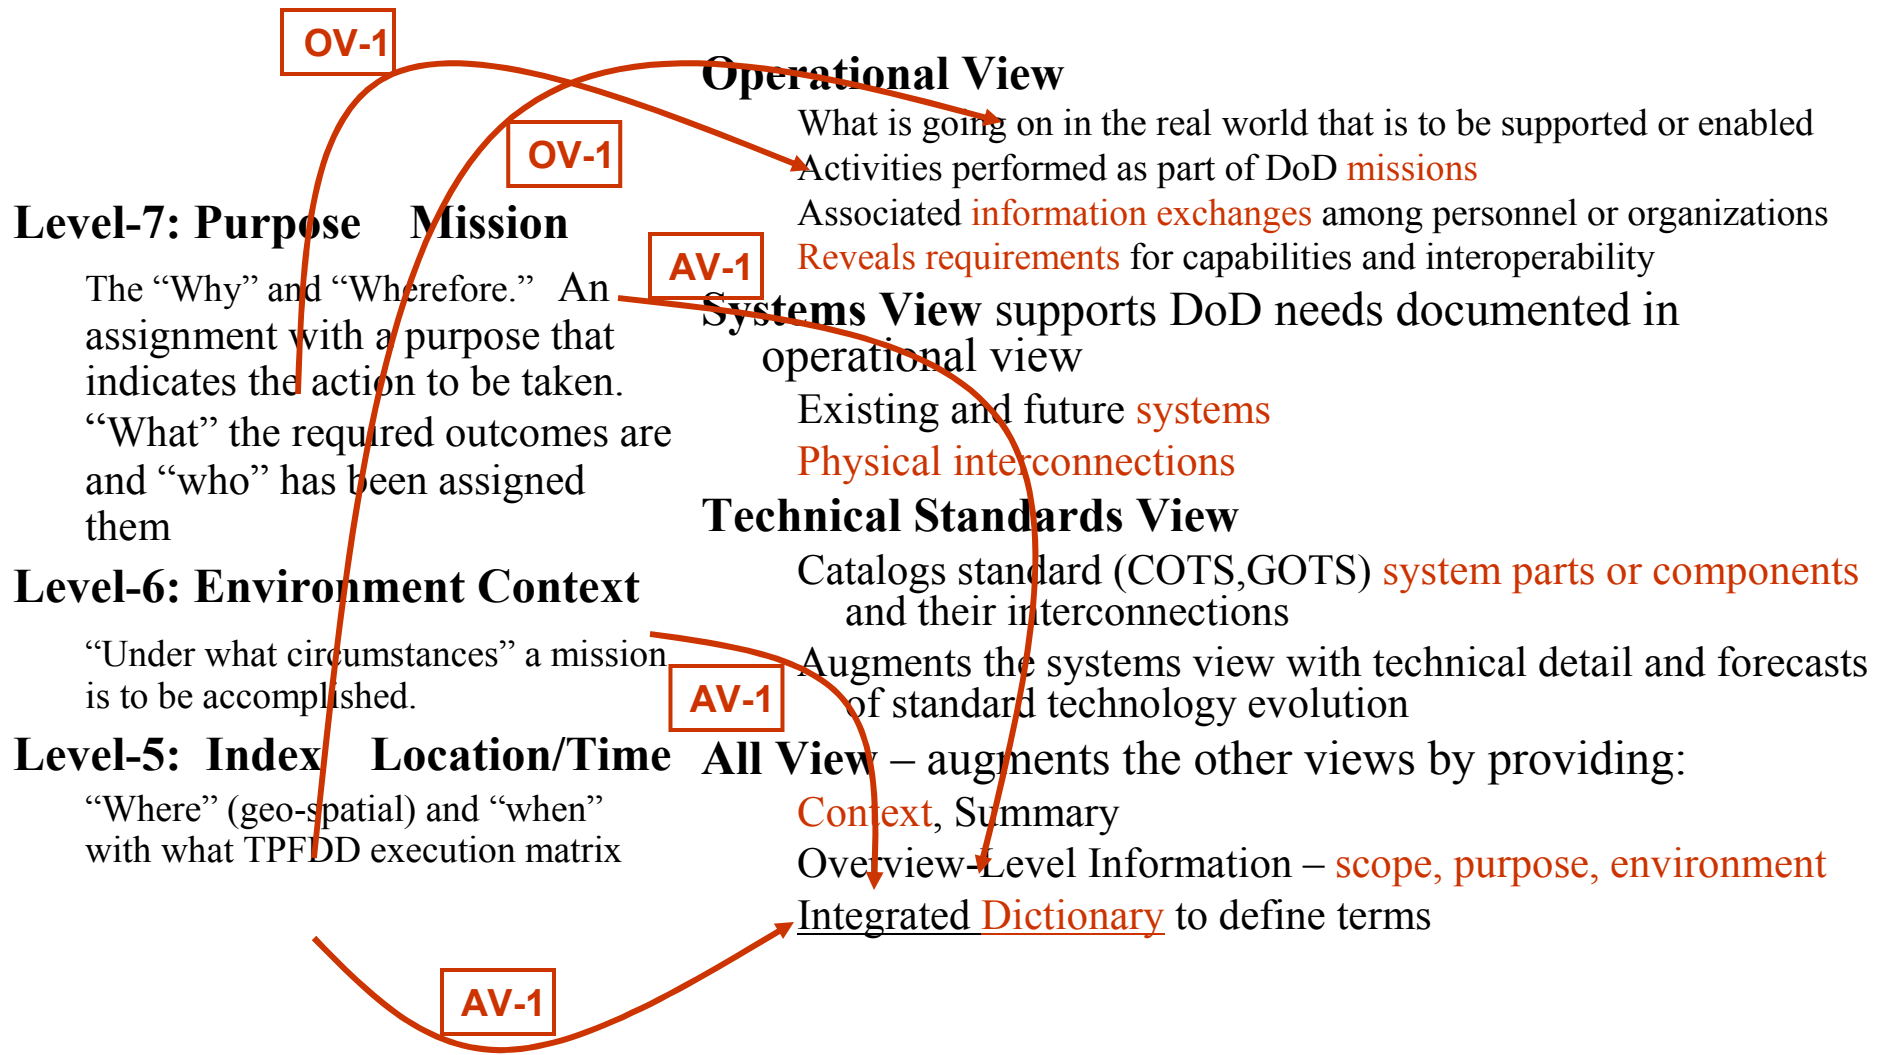 OV-1
OV-1
Level-7: Purpose Mission
The “Why” and “Wherefore.” An
assignment with a purpose that
indicates the action to be taken.
“What” the required outcomes are
and “who” has been assigned
them
Level-6: Environment Context
“Under what circumstances” a mission
is to be accomplished.
Level-5: Index Location/Time
“Where” (geo-spatial) and “when”
with what TPFDD execution matrix
AV-1
AV-1
AV-1
Operational View
What is going on in the real world that is to be supported or enabled
Activities performed as part of DoD missions
Associated information exchanges among personnel or organizations
Reveals requirements for capabilities and interoperability
Systems View supports DoD needs documented in
operational view
Existing and future systems
Physical interconnections
Technical Standards View
Catalogs standard (COTS,GOTS) system parts or components
and their interconnections
Augments the systems view with technical detail and forecasts
of standard technology evolution
All View – augments the other views by providing:
Context, Summary
Overview-Level Information – scope, purpose, environment
Integrated Dictionary to define terms